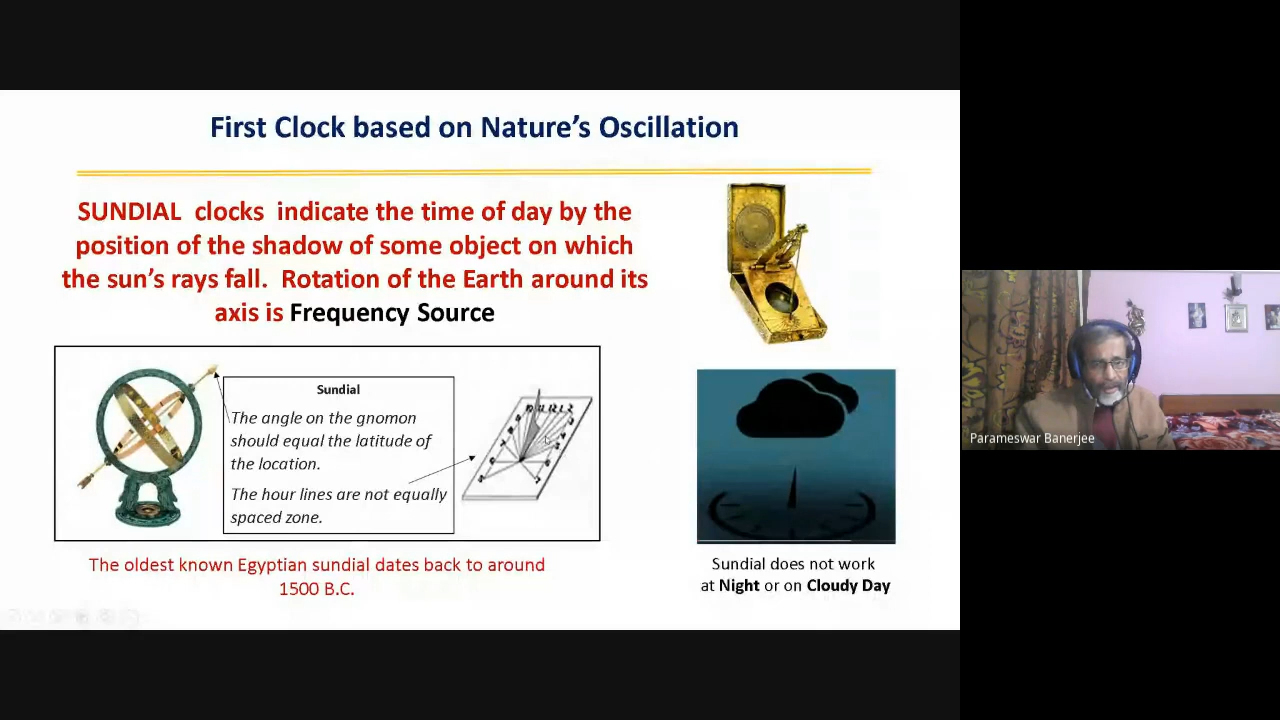 First Clock based on Nature's Oscillation
SUNDIAL clocks indicate the time of day by the
position of the shadow of some object on which
the sun's rays fall. Rotation of the Earth around its
axis is Frequency Source
Sundial
The angle on the gnomon
should equal the latitude of
the location.
The hour lines are not equally
spaced zone.
The oldest known Egyptian sundial dates back to around
1500 B.C.
Sundial does not work
at Night or on Cloudy Day
Parameswar Banerjee